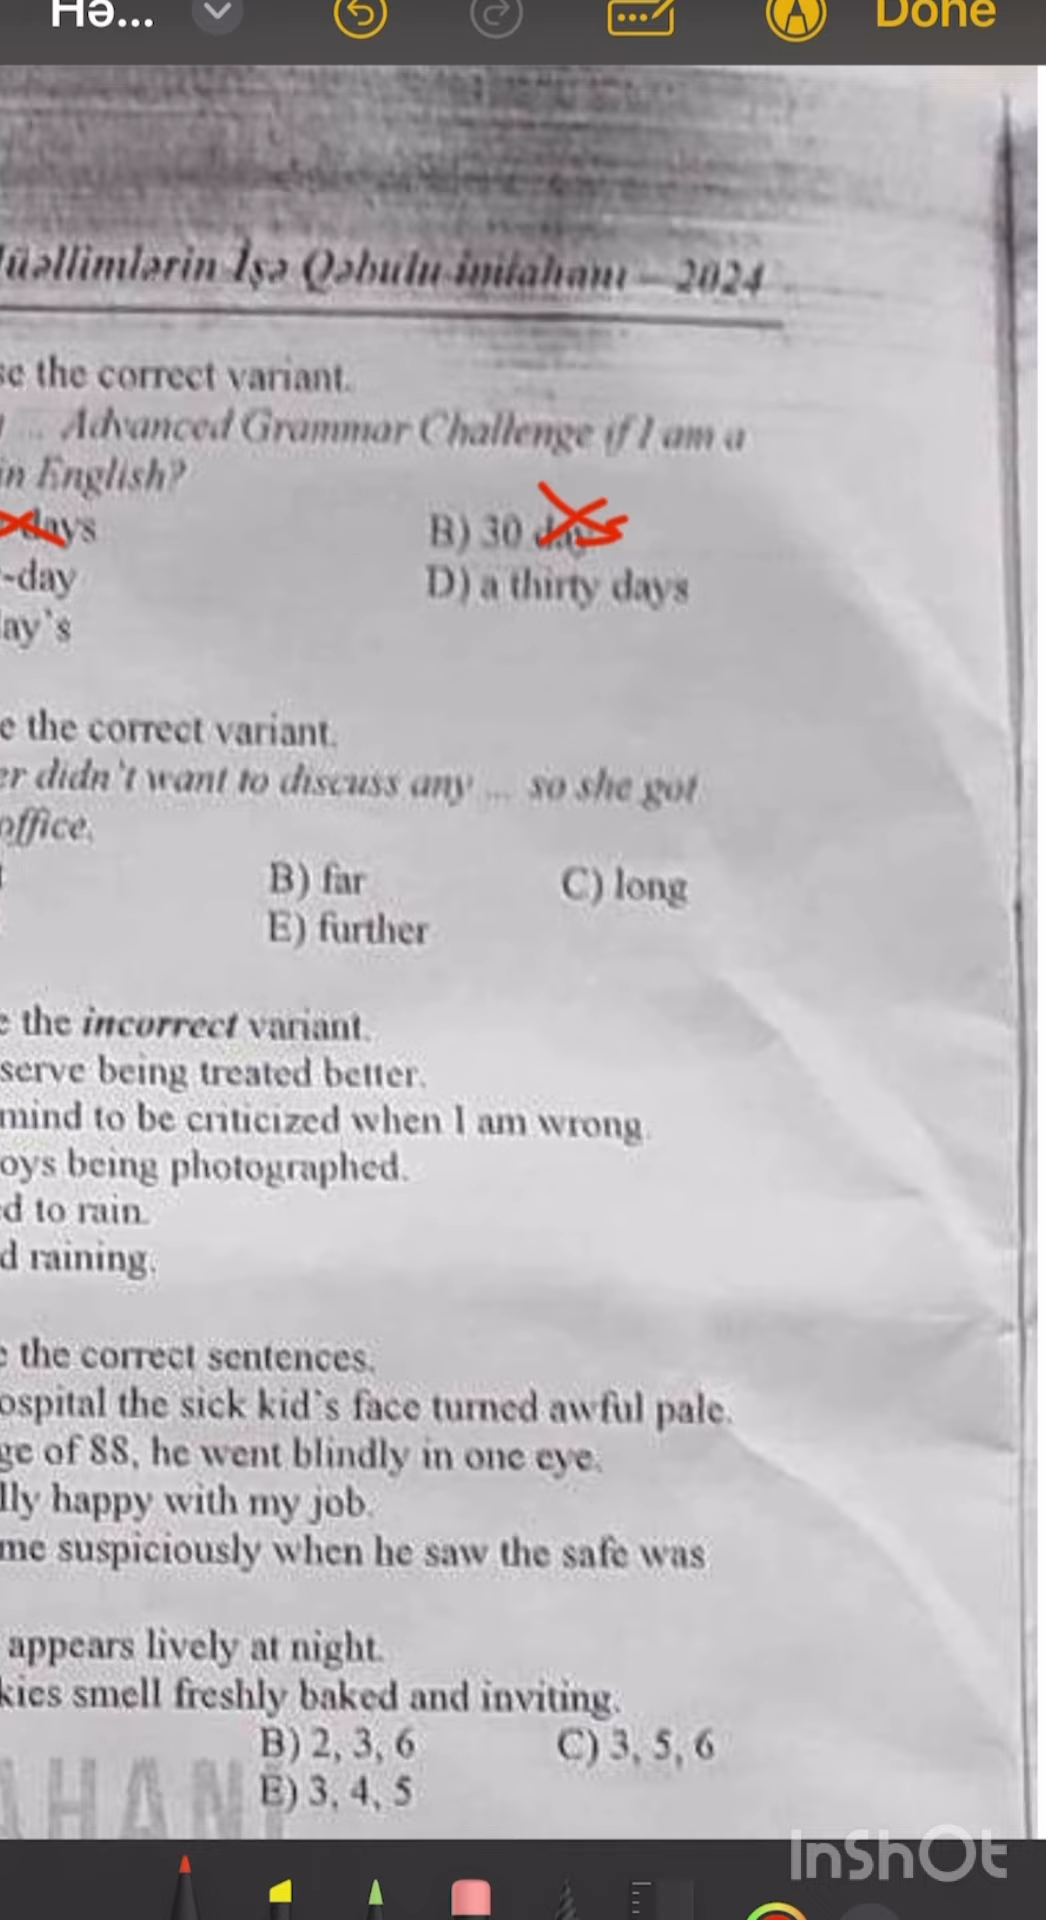 Hə...
Done
üəllimlərin İşə Qəbulu imtahanı – 2024
se the correct variant.
... Advanced Grammar Challenge if I am a
in English?
days
B) 30
-day
D) a thirty days
ay's
e the correct variant.
er didn't want to discuss any ... so she got
office.
B) far
C) long
E) further
e the incorrect variant.
serve being treated better.
mind to be criticized when I am wrong.
oys being photographed.
d to rain.
d raining.
e the correct sentences.
ospital the sick kid's face turned awful pale.
ge of 88, he went blindly in one eye.
lly happy with my job.
me suspiciously when he saw the safe was
appears lively at night.
kies smell freshly baked and inviting.
B) 2, 3, 6
C) 3, 5, 6
E) 3, 4, 5
AHAN
InShOt